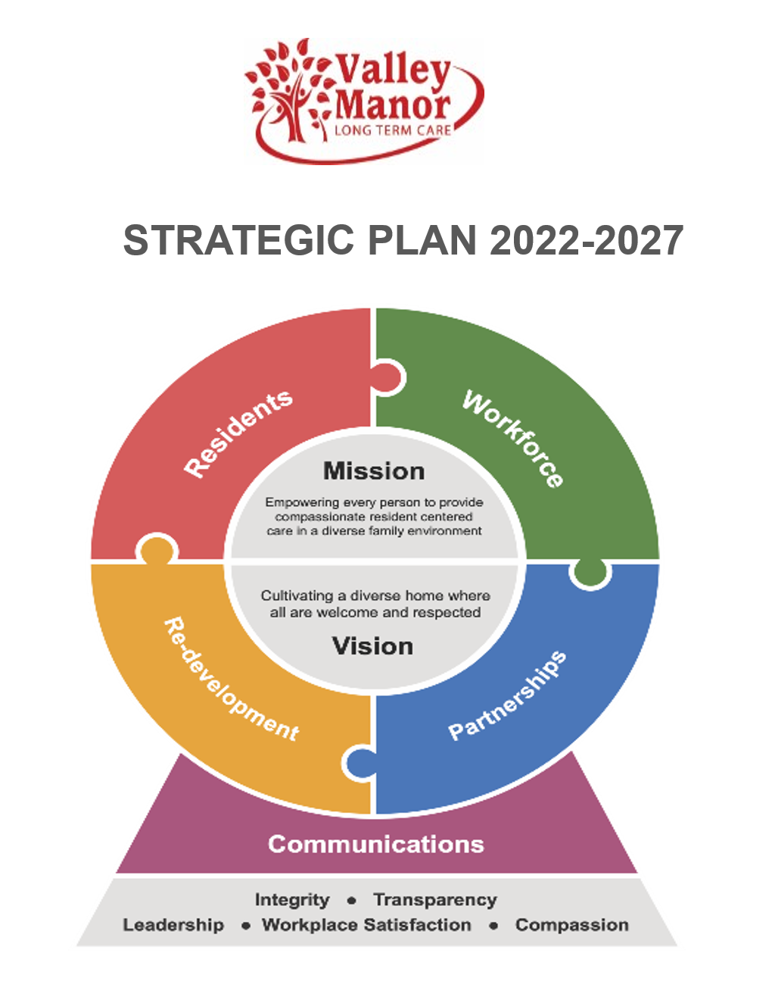 Valley
Manor
LONG TERM CARE
STRATEGIC PLAN 2022-2027
Residents
Workforce
Mission
Empowering every person to provide
compassionate resident centered
care in a diverse family environment
Cultivating a diverse home where
all are welcome and respected
Vision
Re-development
Partnerships
Communications
Integrity • Transparency
Leadership • Workplace Satisfaction • Compassion